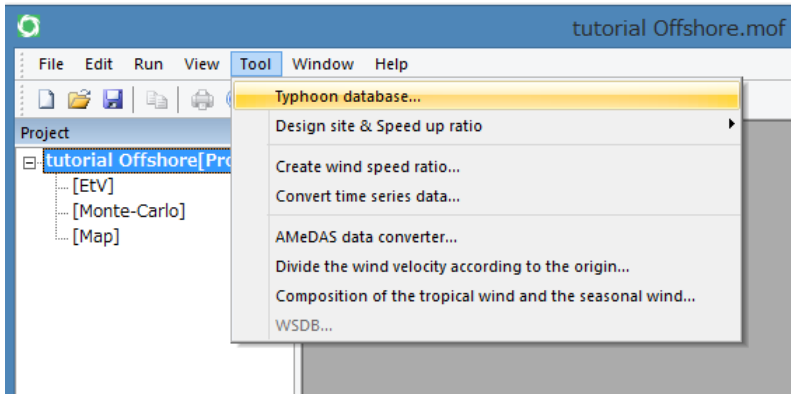 tutorial Offshore.mof
File Edit Run View Tool Window Help
Typhoon database...
Design site & Speed up ratio
Create wind speed ratio...
Convert time series data...
AMeDAS data converter...
Divide the wind velocity according to the origin...
Composition of the tropical wind and the seasonal wind...
WSDB...
Project
tutorial Offshore[Pro
[EtV]
[Monte-Carlo]
[Map]